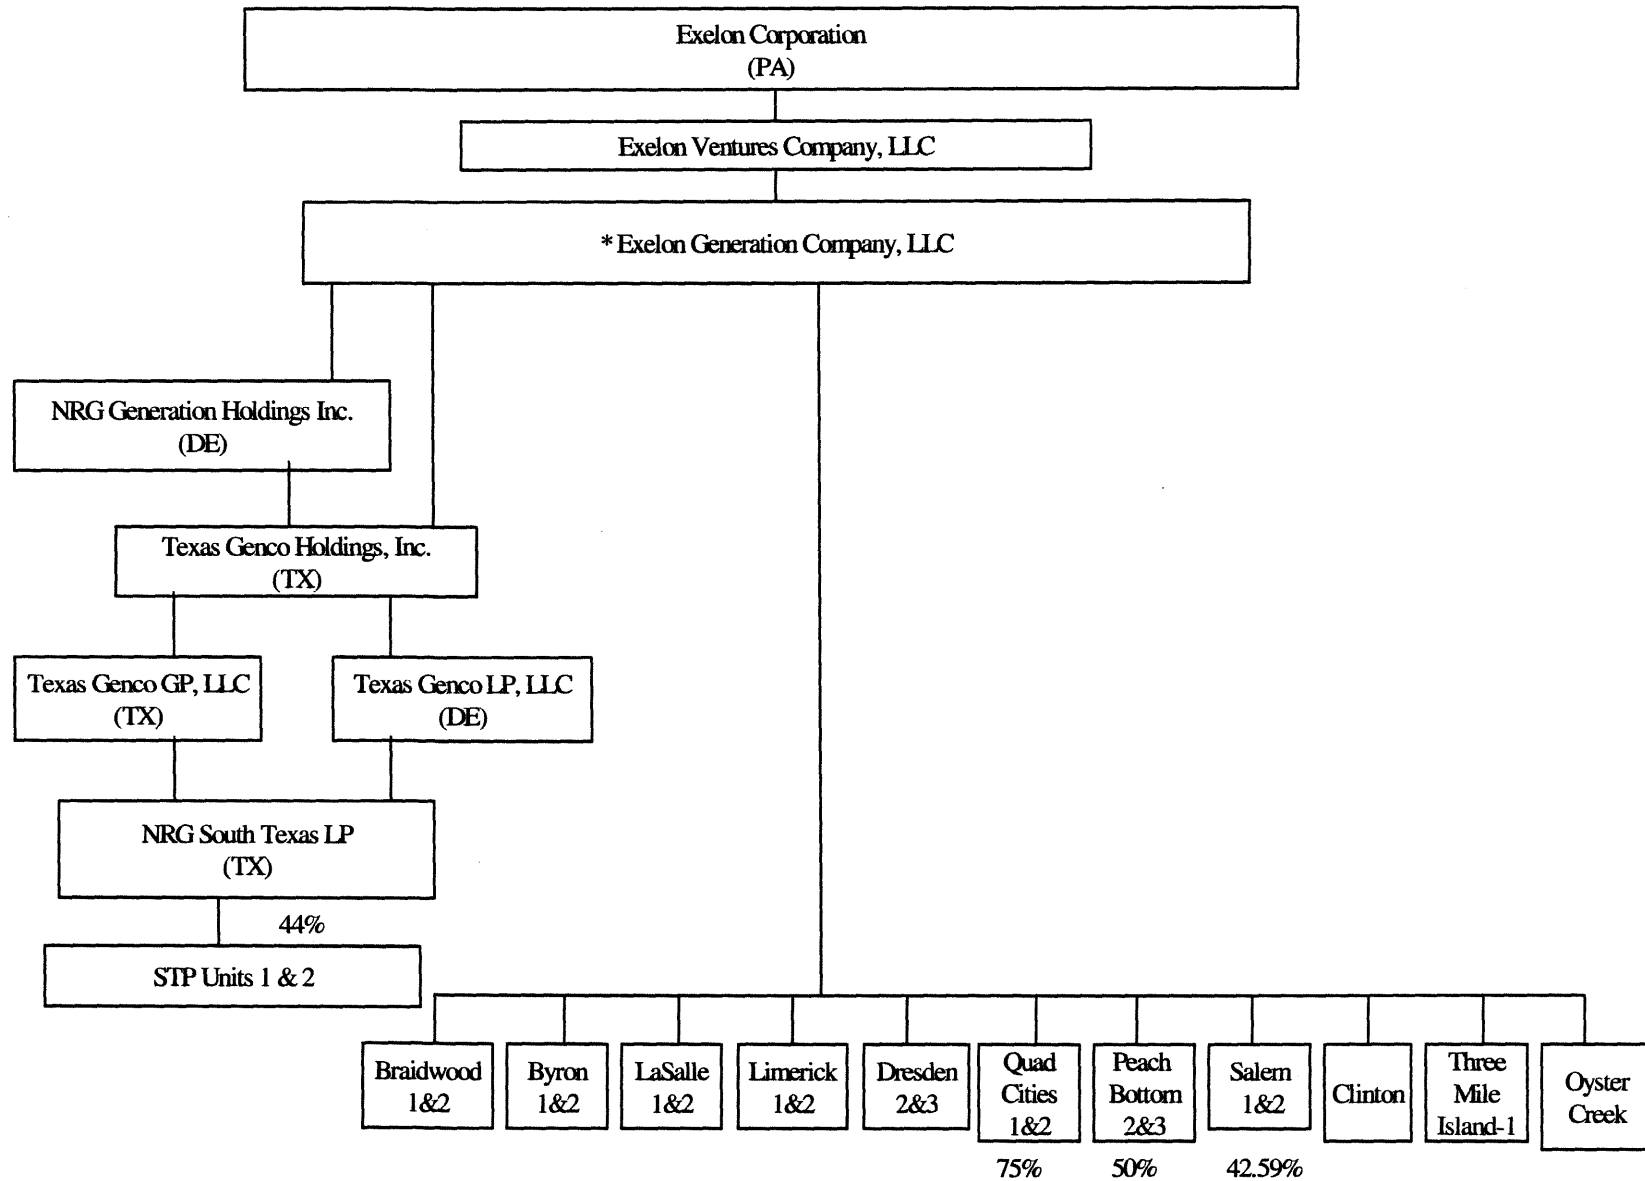 Exelon Corporation
(PA)
Exelon Ventures Company, LLC
* Exelon Generation Company, LLC
NRG Generation Holdings Inc.
(DE)
Texas Genco Holdings, Inc.
(TX)
Texas Genco GP, LLC
(TX)
Texas Genco LP, LLC
(DE)
NRG South Texas LP
(TX)
44%
STP Units 1 & 2
Braidwood
1&2
Byron
1&2
LaSalle
1&2
Limerick
1&2
Dresden
2&3
Quad
Cities
1&2
75%
Peach
Bottom
2&3
50%
Salem
1&2
42.59%
Clinton
Three
Mile
Island-1
Oyster
Creek